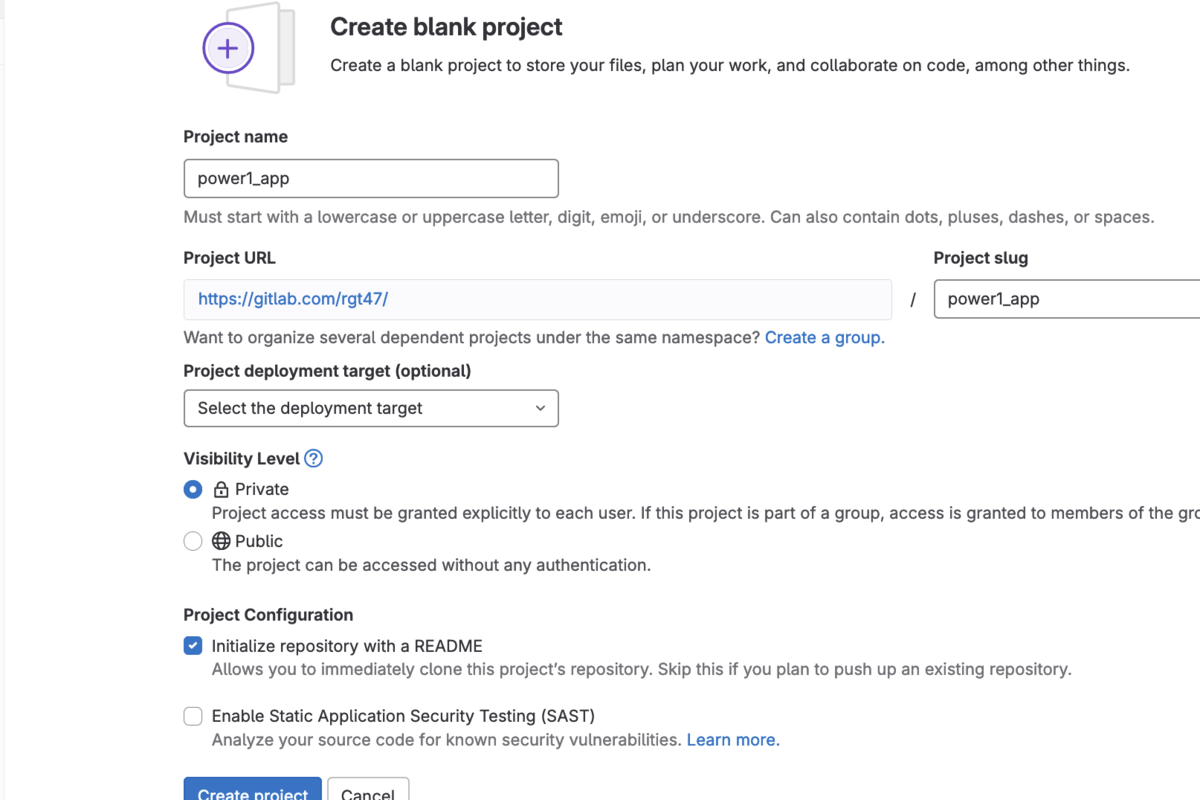 Create blank project
Create a blank project to store your files, plan your work, and collaborate on code, among other things.
Project name
power1_app
Must start with a lowercase or uppercase letter, digit, emoji, or underscore. Can also contain dots, pluses, dashes, or spaces.
Project URL
Project slug
https://gitlab.com/rgt47/
/
power1_app
Want to organize several dependent projects under the same namespace? Create a group.
Project deployment target (optional)
Select the deployment target
Visibility Level
Private
Project access must be granted explicitly to each user. If this project is part of a group, access is granted to members of the
Public
The project can be accessed without any authentication.
Project Configuration
Initialize repository with a README
Allows you to immediately clone this project's repository. Skip this if you plan to push up an existing repository.
Enable Static Application Security Testing (SAST)
Analyze your source code for known security vulnerabilities. Learn more.
Create project
Cancel